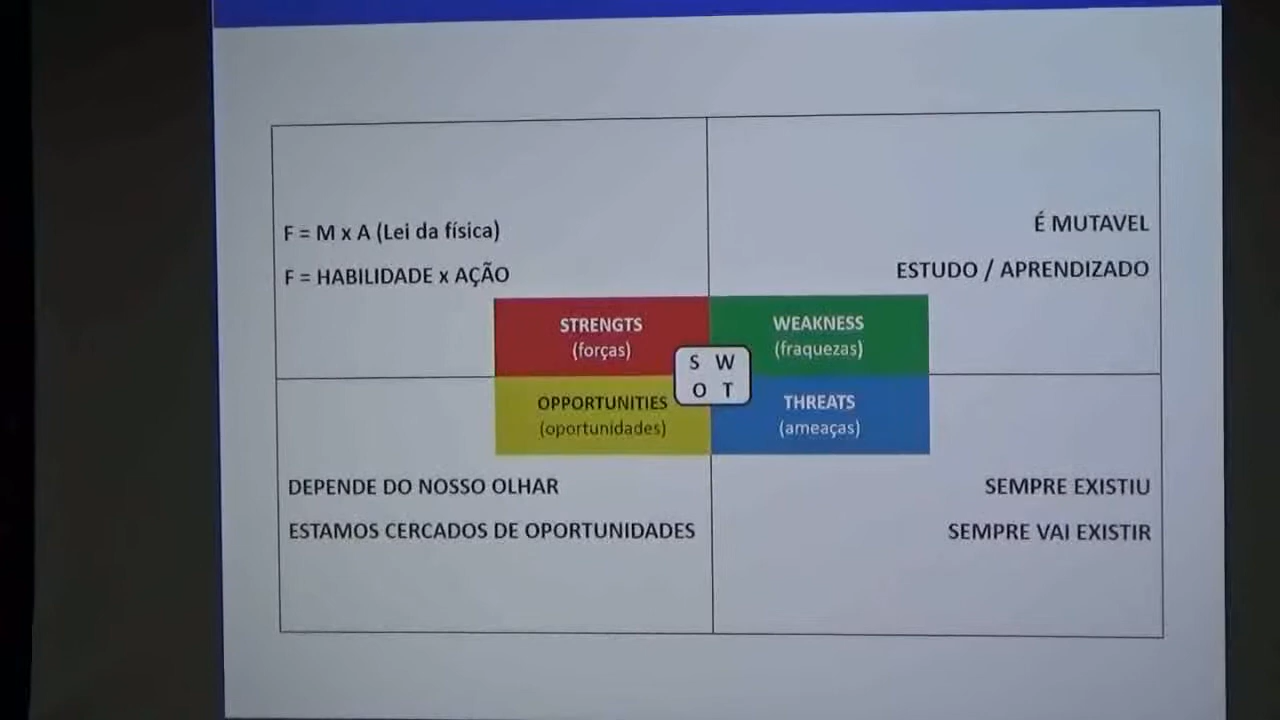 F = M x A (Lei da física)
F = HABILIDADE x AÇÃO
É MUTAVEL
ESTUDO / APRENDIZADO
STRENGTS
(forças)
WEAKNESS
(fraquezas)
S W
O T
OPPORTUNITIES
(oportunidades)
THREATS
(ameaças)
DEPENDE DO NOSSO OLHAR
ESTAMOS CERCADOS DE OPORTUNIDADES
SEMPRE EXISTIU
SEMPRE VAI EXISTIR